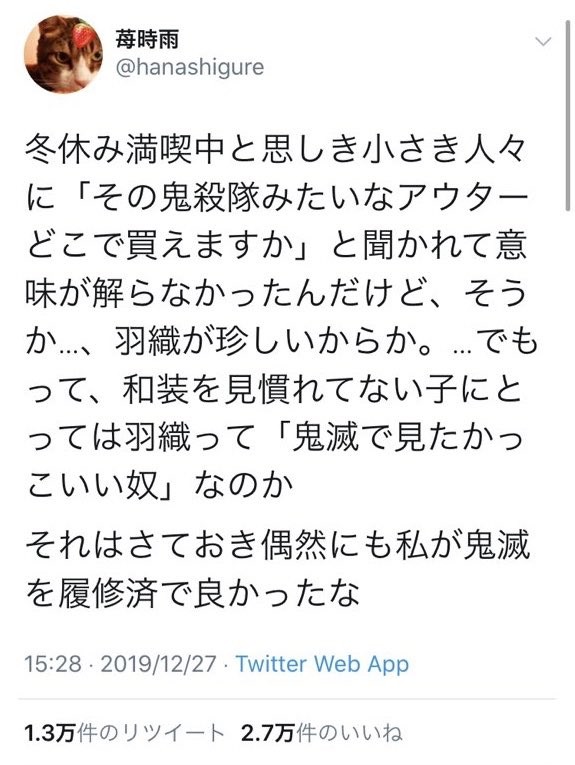 苺時雨
@hanashigure
冬休み満喫中と思しき小さき人々
に「その鬼殺隊みたいなアウター
どこで買えますか」と聞かれて意
味が解らなかったんだけど、そう
か…、羽織が珍しいからか。…でも
って、和装を見慣れてない子にと
っては羽織って「鬼滅で見たかっ
こいい奴」なのか
それはさておき偶然にも私が鬼滅
を履修済で良かったな
15:28 · 2019/12/27 · Twitter Web App
1.3万件のリツイート 2.7万件のいいね